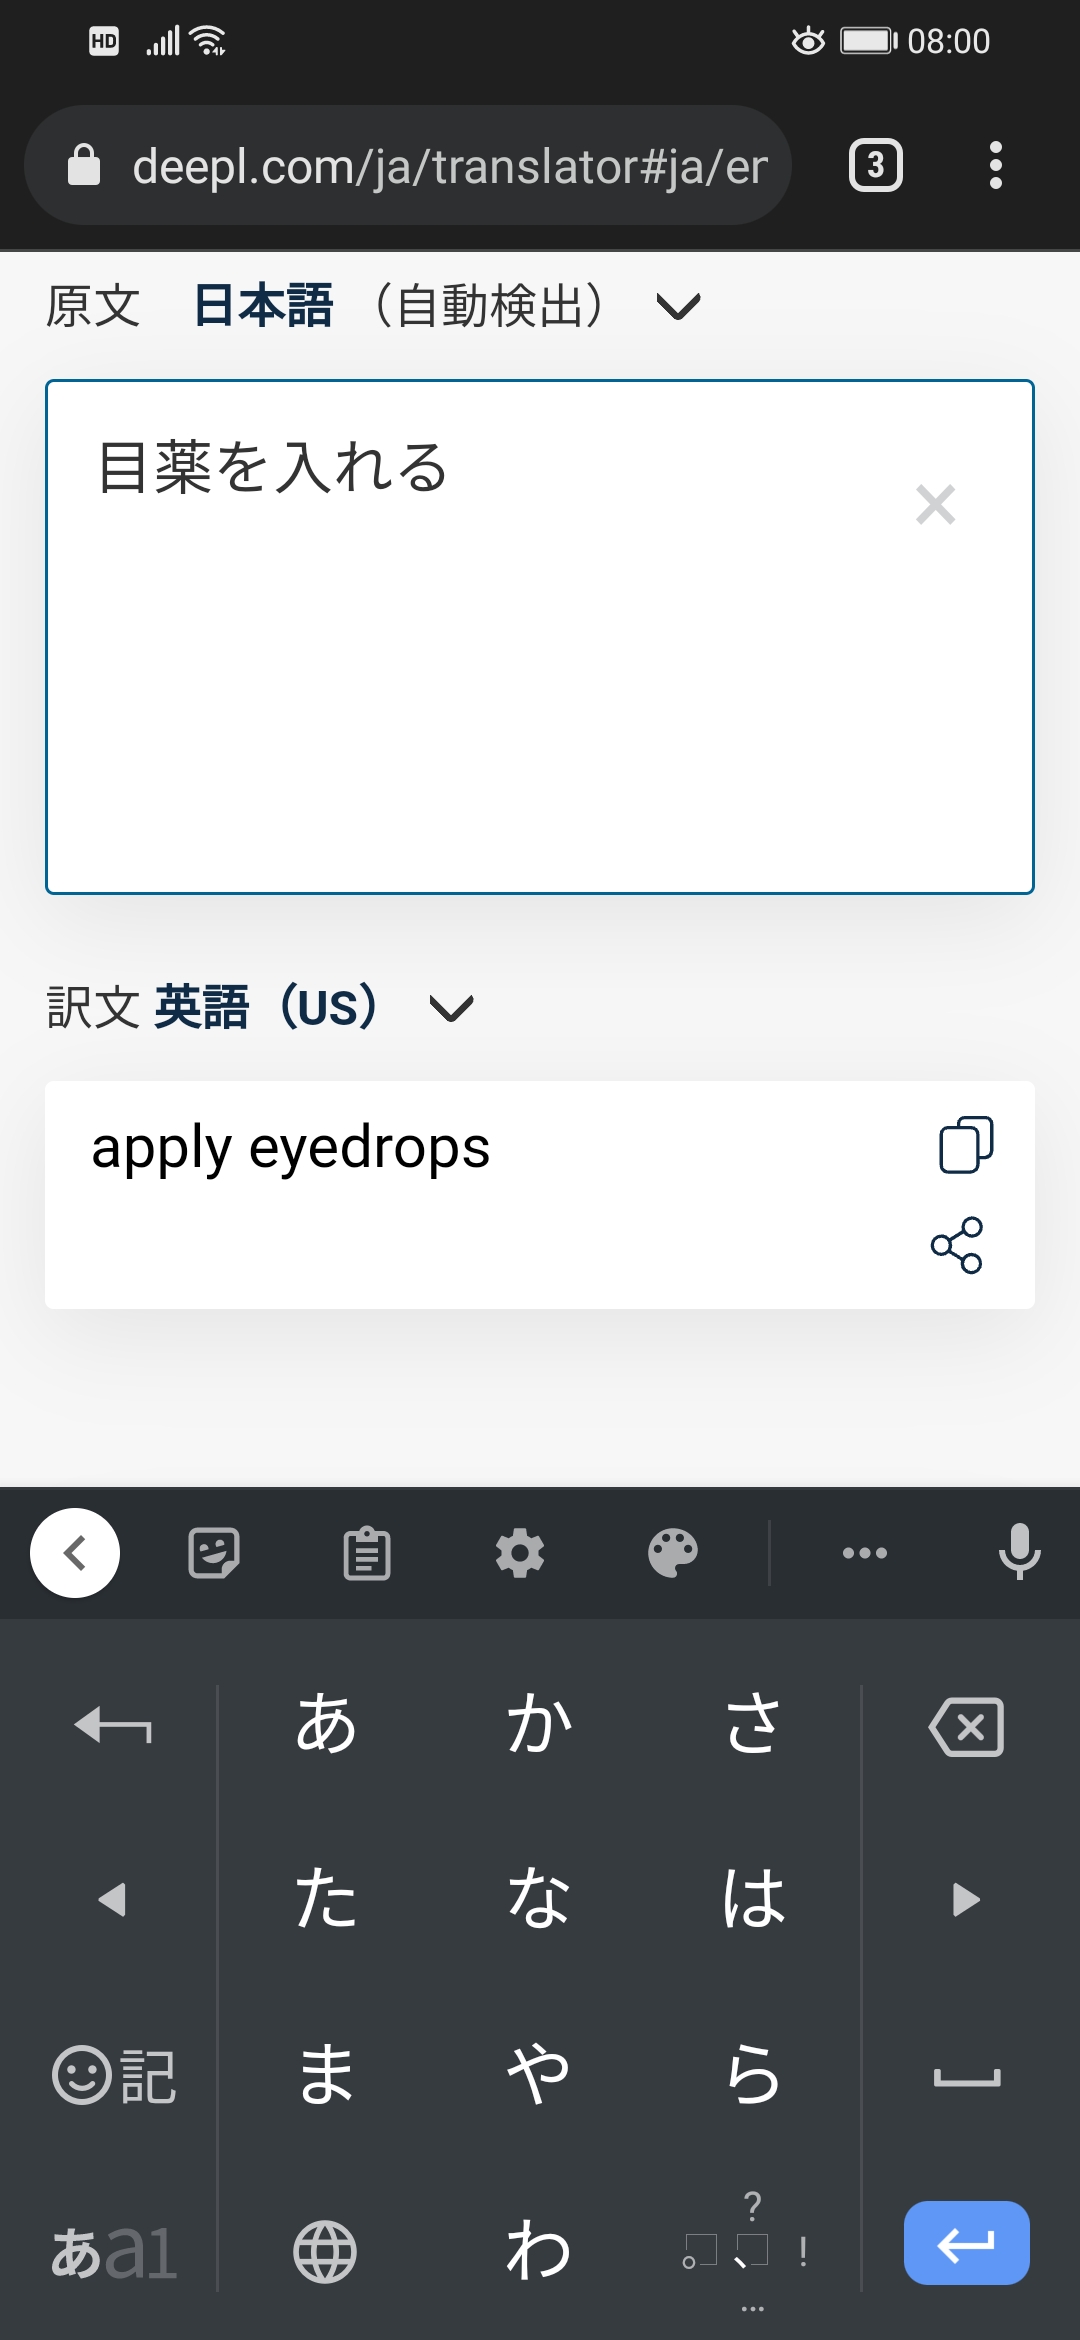 HD 08:00
deepl.com/ja/translator#ja/er 3
原文 日本語 （自動検出）
目薬を入れる
訳文 英語（US）
apply eyedrops
あ か さ
た な は
記 ま や ら
あa1 わ 。、?!…